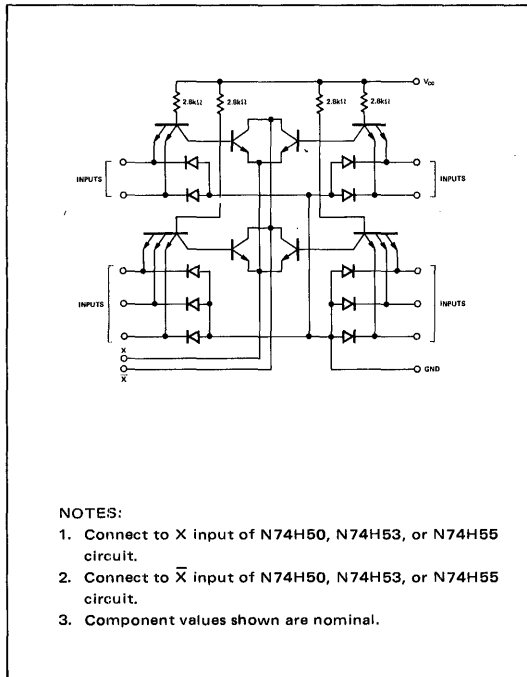 VCC
2.8kΩ 2.8kΩ 2.8kΩ 2.8kΩ
INPUTS INPUTS
INPUTS INPUTS
X
X̅ GND
NOTES:
1. Connect to X input of N74H50, N74H53, or N74H55
circuit.
2. Connect to X̅ input of N74H50, N74H53, or N74H55
circuit.
3. Component values shown are nominal.